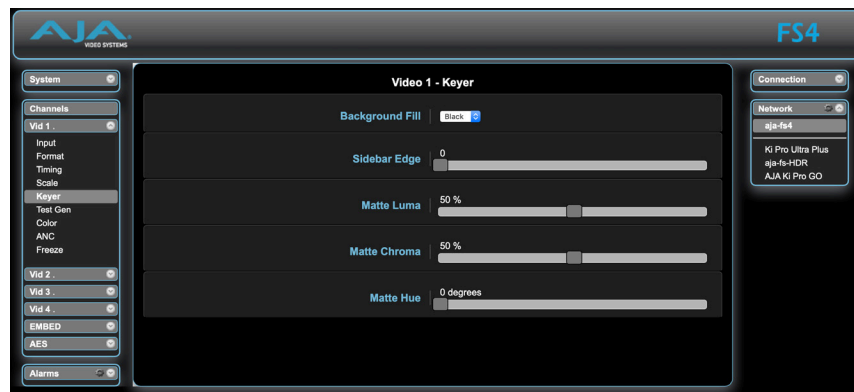 AJA
VIDEO SYSTEMS
FS4
System
Channels
Vid 1 .
Input
Format
Timing
Scale
Keyer
Test Gen
Color
ANC
Freeze
Vid 2 .
Vid 3 .
Vid 4 .
EMBED
AES
Alarms
Video 1 - Keyer
Background Fill Black
Sidebar Edge 0
Matte Luma 50 %
Matte Chroma 50 %
Matte Hue 0 degrees
Connection
Network
aja-fs4
Ki Pro Ultra Plus
aja-fs-HDR
AJA Ki Pro GO